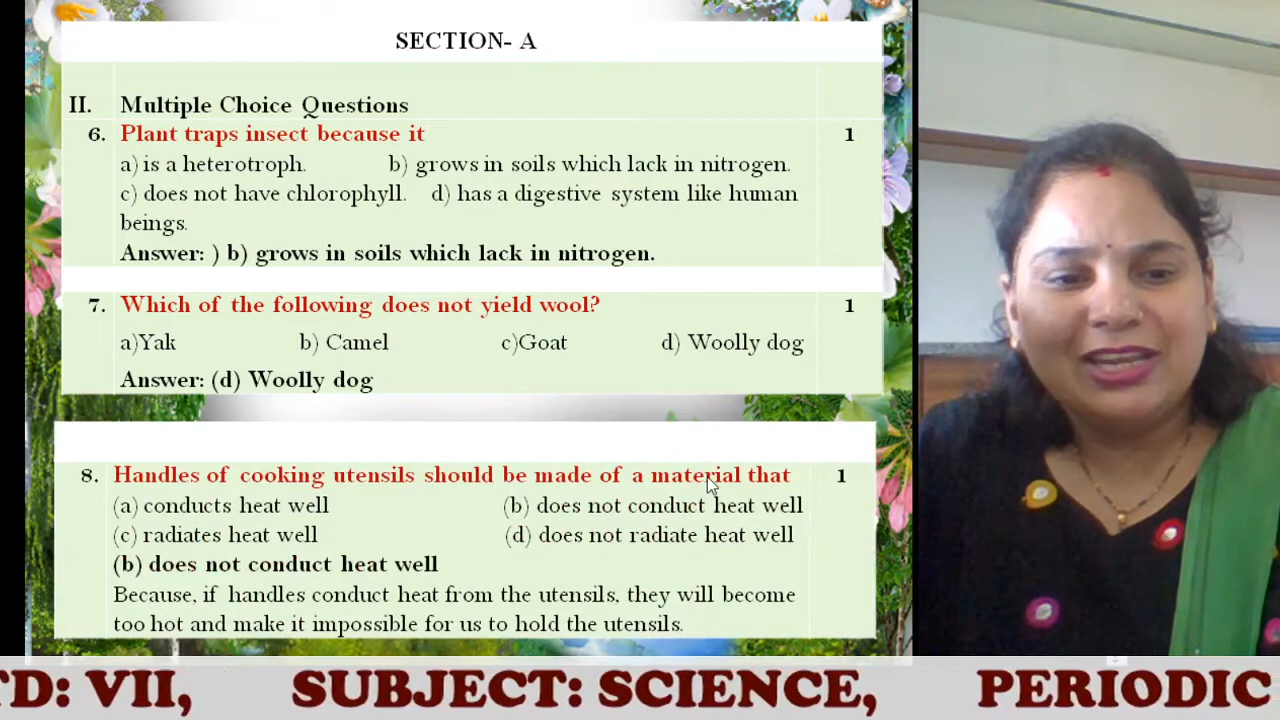 SECTION- A
II. Multiple Choice Questions
6. Plant traps insect because it 1
a) is a heterotroph. b) grows in soils which lack in nitrogen.
c) does not have chlorophyll. d) has a digestive system like human
beings.
Answer: ) b) grows in soils which lack in nitrogen.
7. Which of the following does not yield wool? 1
a)Yak b) Camel c)Goat d) Woolly dog
Answer: (d) Woolly dog
8. Handles of cooking utensils should be made of a material that 1
(a) conducts heat well (b) does not conduct heat well
(c) radiates heat well (d) does not radiate heat well
(b) does not conduct heat well
Because, if handles conduct heat from the utensils, they will become
too hot and make it impossible for us to hold the utensils.
TD: VII, SUBJECT: SCIENCE, PERIODIC